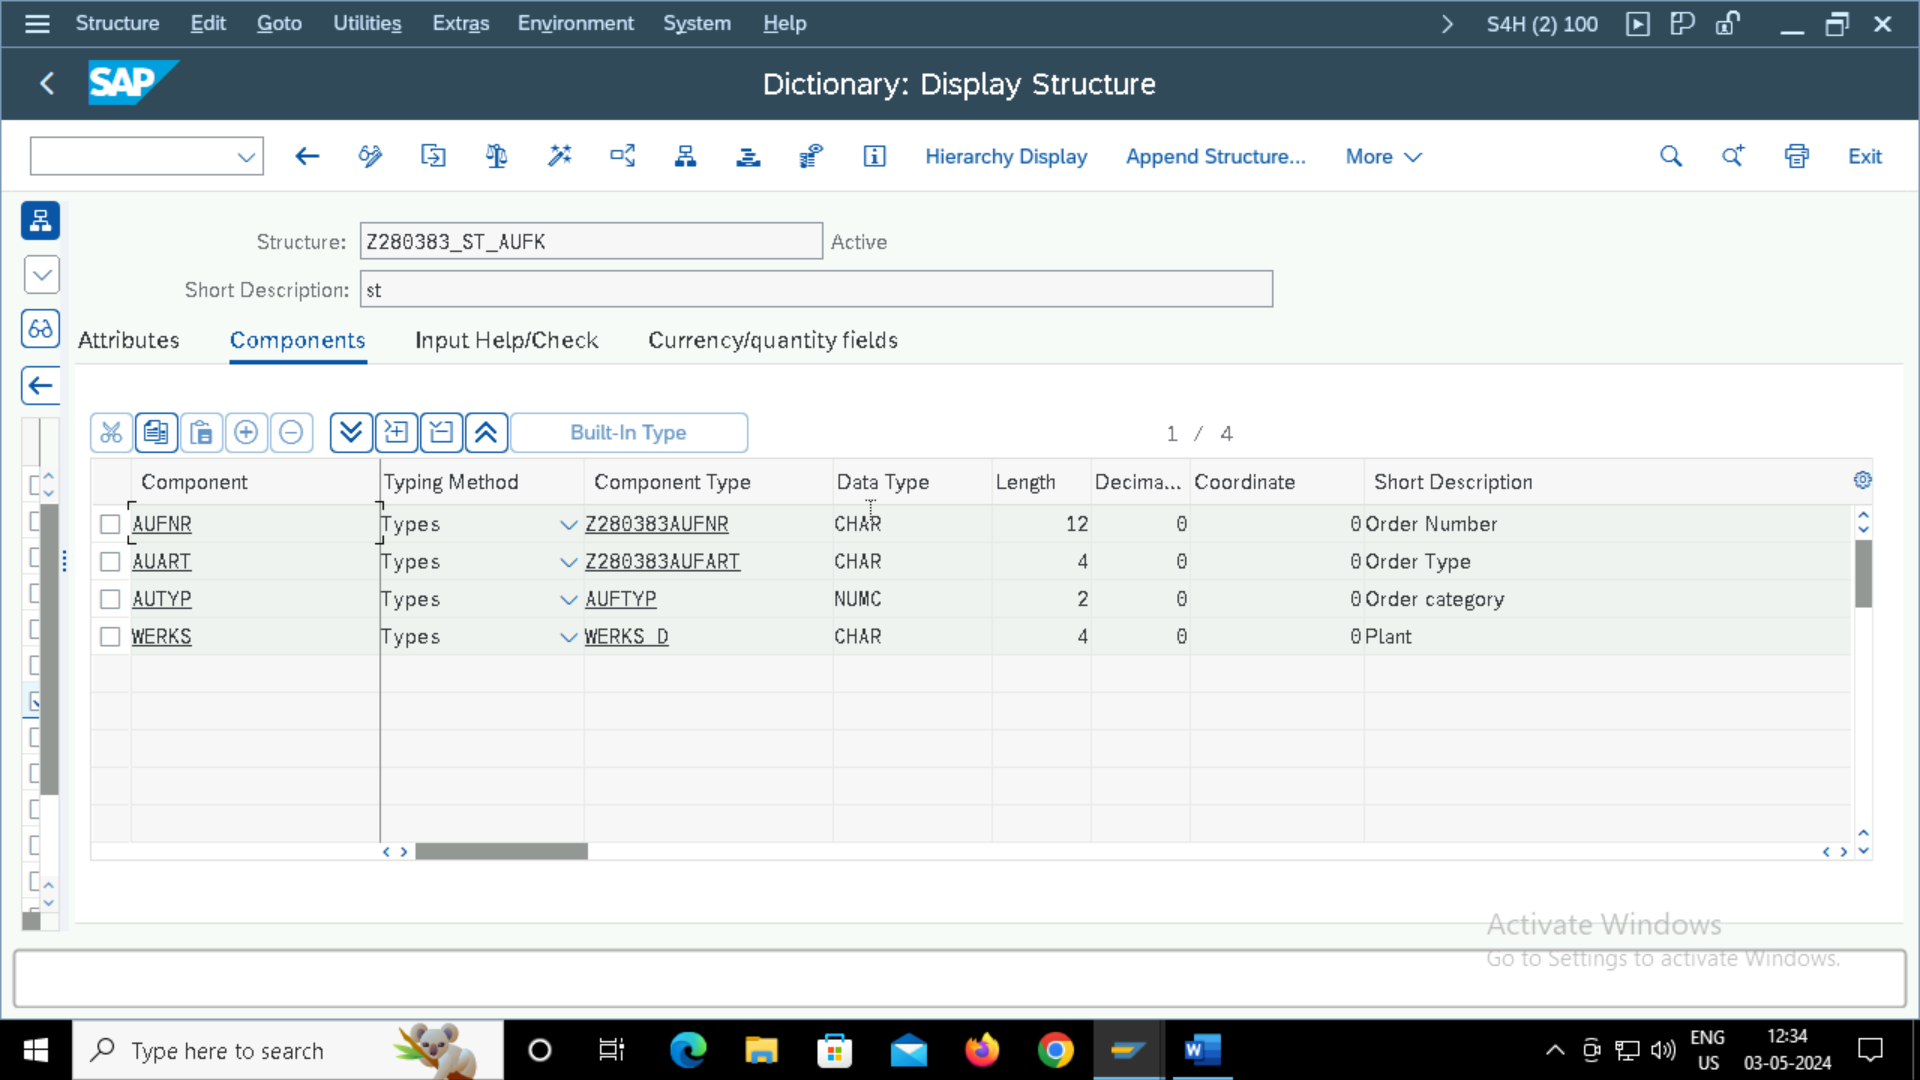 Structure Edit Goto Utilities Extras Environment System Help S4H (2) 100
SAP Dictionary: Display Structure
Hierarchy Display Append Structure... More Exit
Structure: Z280383_ST_AUFK Active
Short Description: st
Attributes Components Input Help/Check Currency/quantity fields
Built-In Type 1 / 4
Component Typing Method Component Type Data Type Length Decima... Coordinate Short Description
AUFNR Types Z280383AUFNR CHAR 12 0 0 Order Number
AUART Types Z280383AUFART CHAR 4 0 0 Order Type
AUTYP Types AUFTYP NUMC 2 0 0 Order category
WERKS Types WERKS_D CHAR 4 0 0 Plant
Activate Windows
Go to Settings to activate Windows.
Type here to search
ENG
US
12:34
03-05-2024